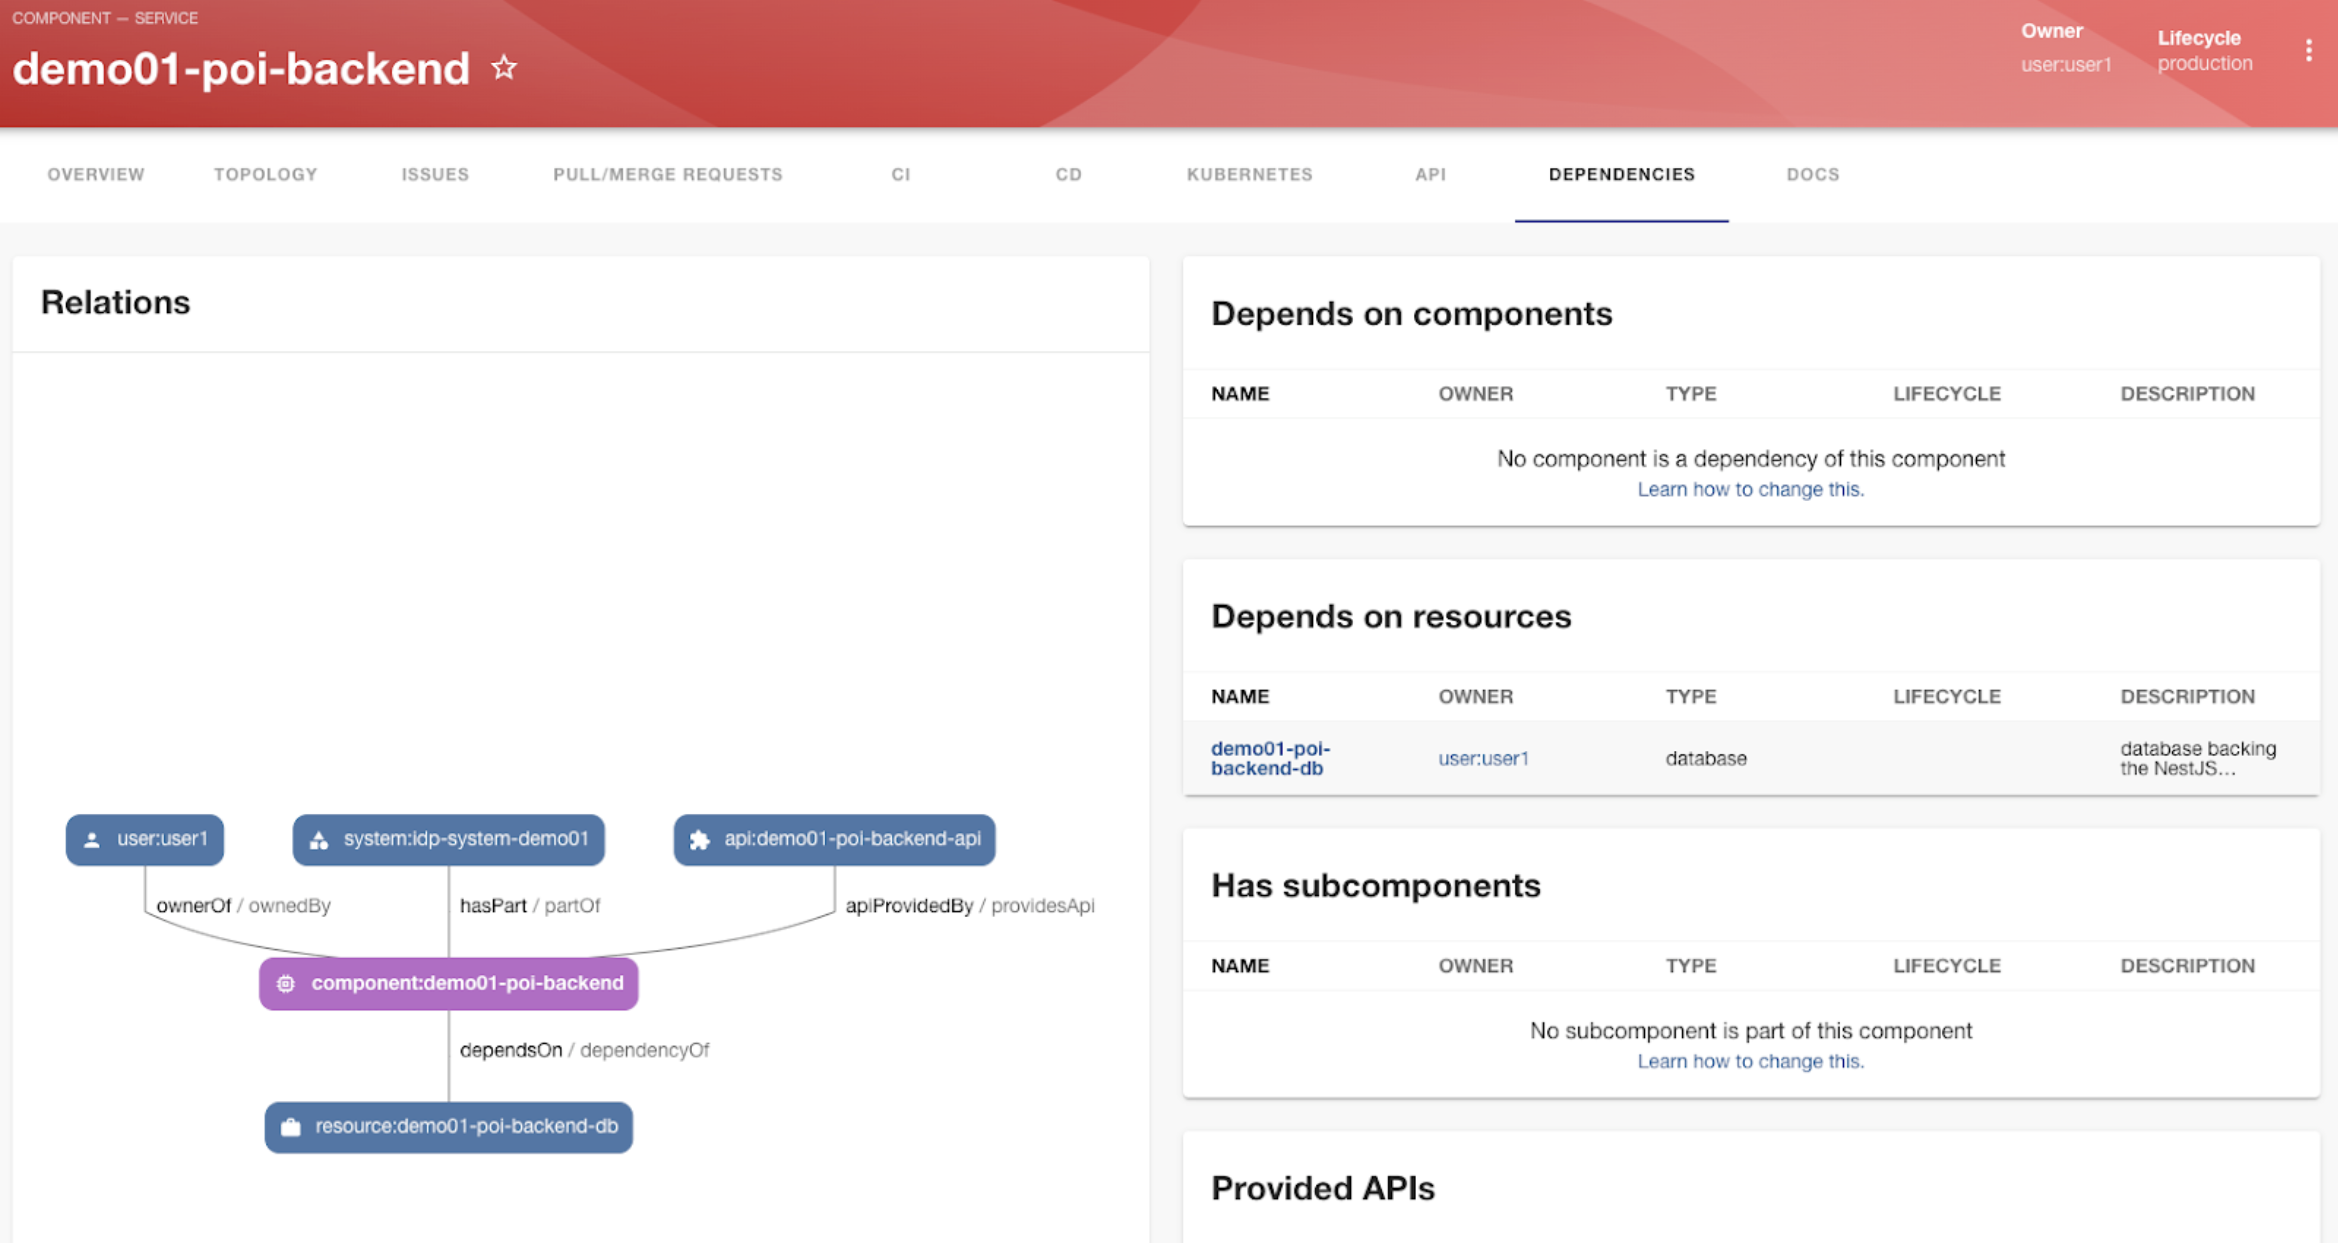 COMPONENT — SERVICE
demo01-poi-backend
Owner
user:user1
Lifecycle
production
OVERVIEW TOPOLOGY ISSUES PULL/MERGE REQUESTS CI CD KUBERNETES API DEPENDENCIES DOCS
Relations
user:user1 system:idp-system-demo01 api:demo01-poi-backend-api
ownerOf / ownedBy hasPart / partOf apiProvidedBy / providesApi
component:demo01-poi-backend
dependsOn / dependencyOf
resource:demo01-poi-backend-db
Depends on components
NAME OWNER TYPE LIFECYCLE DESCRIPTION
No component is a dependency of this component
Learn how to change this.
Depends on resources
NAME OWNER TYPE LIFECYCLE DESCRIPTION
demo01-poi-
backend-db
user:user1
database
database backing
the NestJS...
Has subcomponents
NAME OWNER TYPE LIFECYCLE DESCRIPTION
No subcomponent is part of this component
Learn how to change this.
Provided APIs